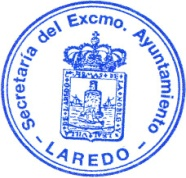 Secretaría del Excmo. Ayuntamiento
- LAREDO -